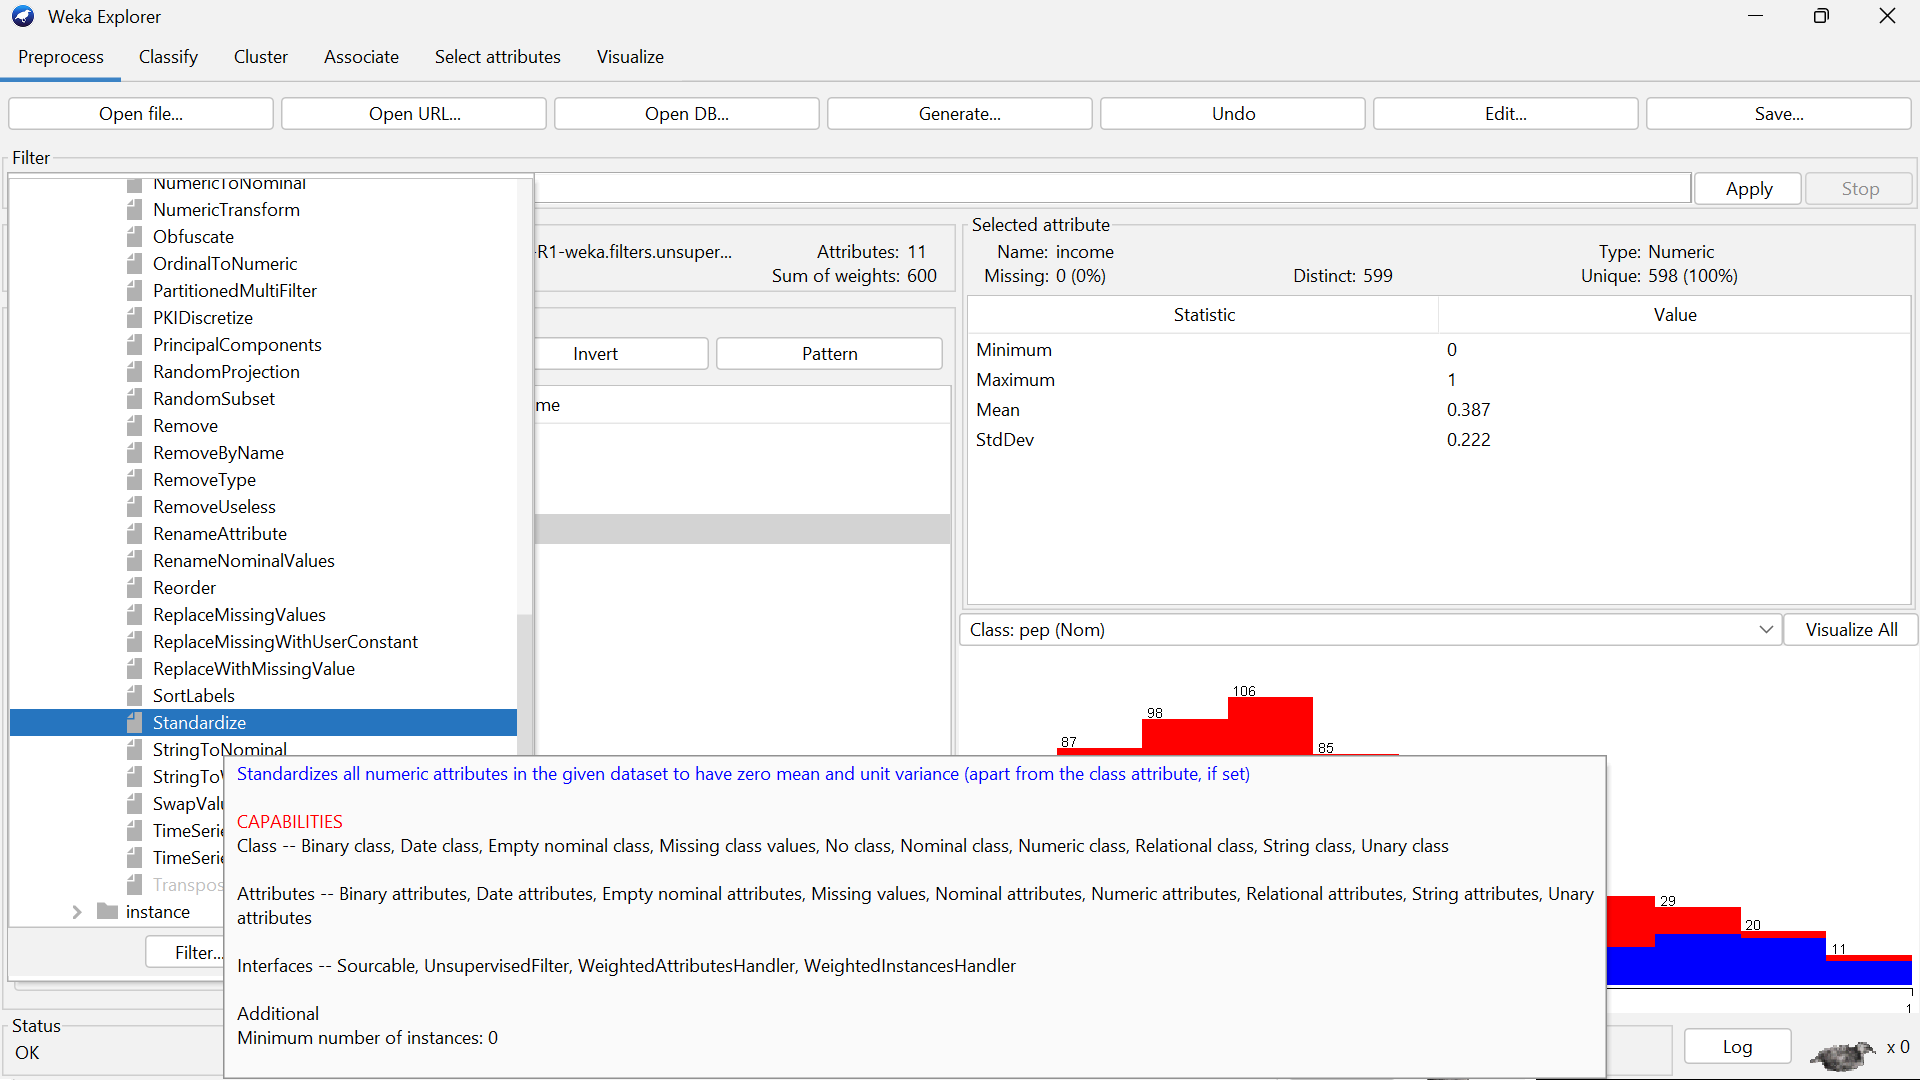 Weka Explorer
Preprocess Classify Cluster Associate Select attributes Visualize
Open file... Open URL... Open DB... Generate... Undo Edit... Save...
Filter
Apply Stop
NumericToNominal
NumericTransform
Obfuscate
OrdinalToNumeric
PartitionedMultiFilter
PKIDiscretize
PrincipalComponents
RandomProjection
RandomSubset
Remove
RemoveByName
RemoveType
RemoveUseless
RenameAttribute
RenameNominalValues
Reorder
ReplaceMissingValues
ReplaceMissingWithUserConstant
ReplaceWithMissingValue
SortLabels
Standardize
StringToNominal
StringTo
SwapValu
TimeSerie
TimeSerie
Transpos
instance
Filter...
-R1-weka.filters.unsuper... Attributes: 11
Sum of weights: 600
Invert Pattern
me
Selected attribute
Name: income Type: Numeric
Missing: 0 (0%) Distinct: 599 Unique: 598 (100%)
Statistic Value
Minimum 0
Maximum 1
Mean 0.387
StdDev 0.222
Class: pep (Nom) Visualize All
87 98 106 85
29 20 11
1
Standardizes all numeric attributes in the given dataset to have zero mean and unit variance (apart from the class attribute, if set)
CAPABILITIES
Class -- Binary class, Date class, Empty nominal class, Missing class values, No class, Nominal class, Numeric class, Relational class, String class, Unary class
Attributes -- Binary attributes, Date attributes, Empty nominal attributes, Missing values, Nominal attributes, Numeric attributes, Relational attributes, String attributes, Unary
attributes
Interfaces -- Sourcable, UnsupervisedFilter, WeightedAttributesHandler, WeightedInstancesHandler
Additional
Minimum number of instances: 0
Status
OK
Log x 0